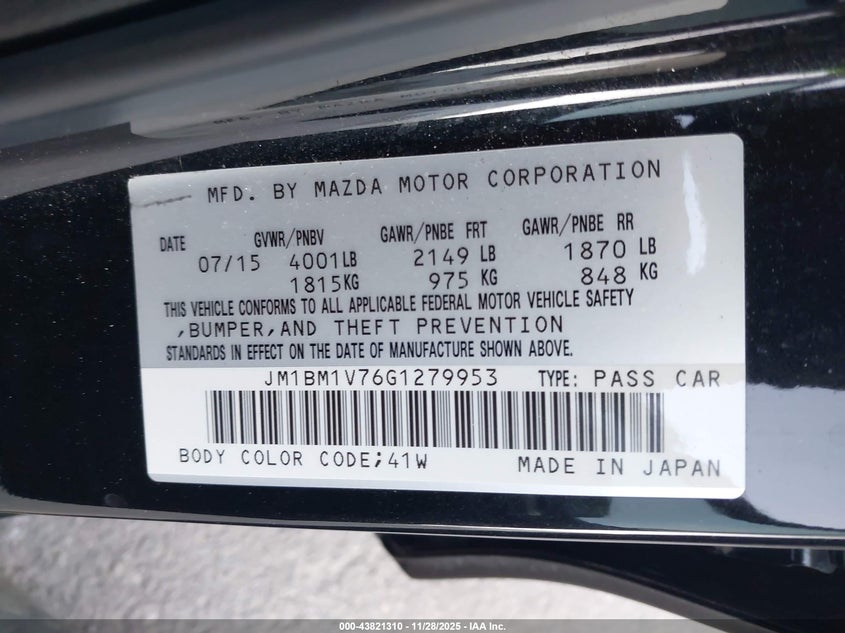 MFD. BY MAZDA MOTOR CORPORATION
DATE GVWR/PNBV GAWR/PNBE FRT GAWR/PNBE RR
07/15 4001LB 2149 LB 1870 LB
1815KG 975 KG 848 KG
THIS VEHICLE CONFORMS TO ALL APPLICABLE FEDERAL MOTOR VEHICLE SAFETY
,BUMPER,AND THEFT PREVENTION
STANDARDS IN EFFECT ON THE DATE OF MANUFACTURE SHOWN ABOVE.
JM1BM1V76G1279953 TYPE: PASS CAR
BODY COLOR CODE;41W MADE IN JAPAN
000-43821310 - 11/28/2025 - IAA Inc.